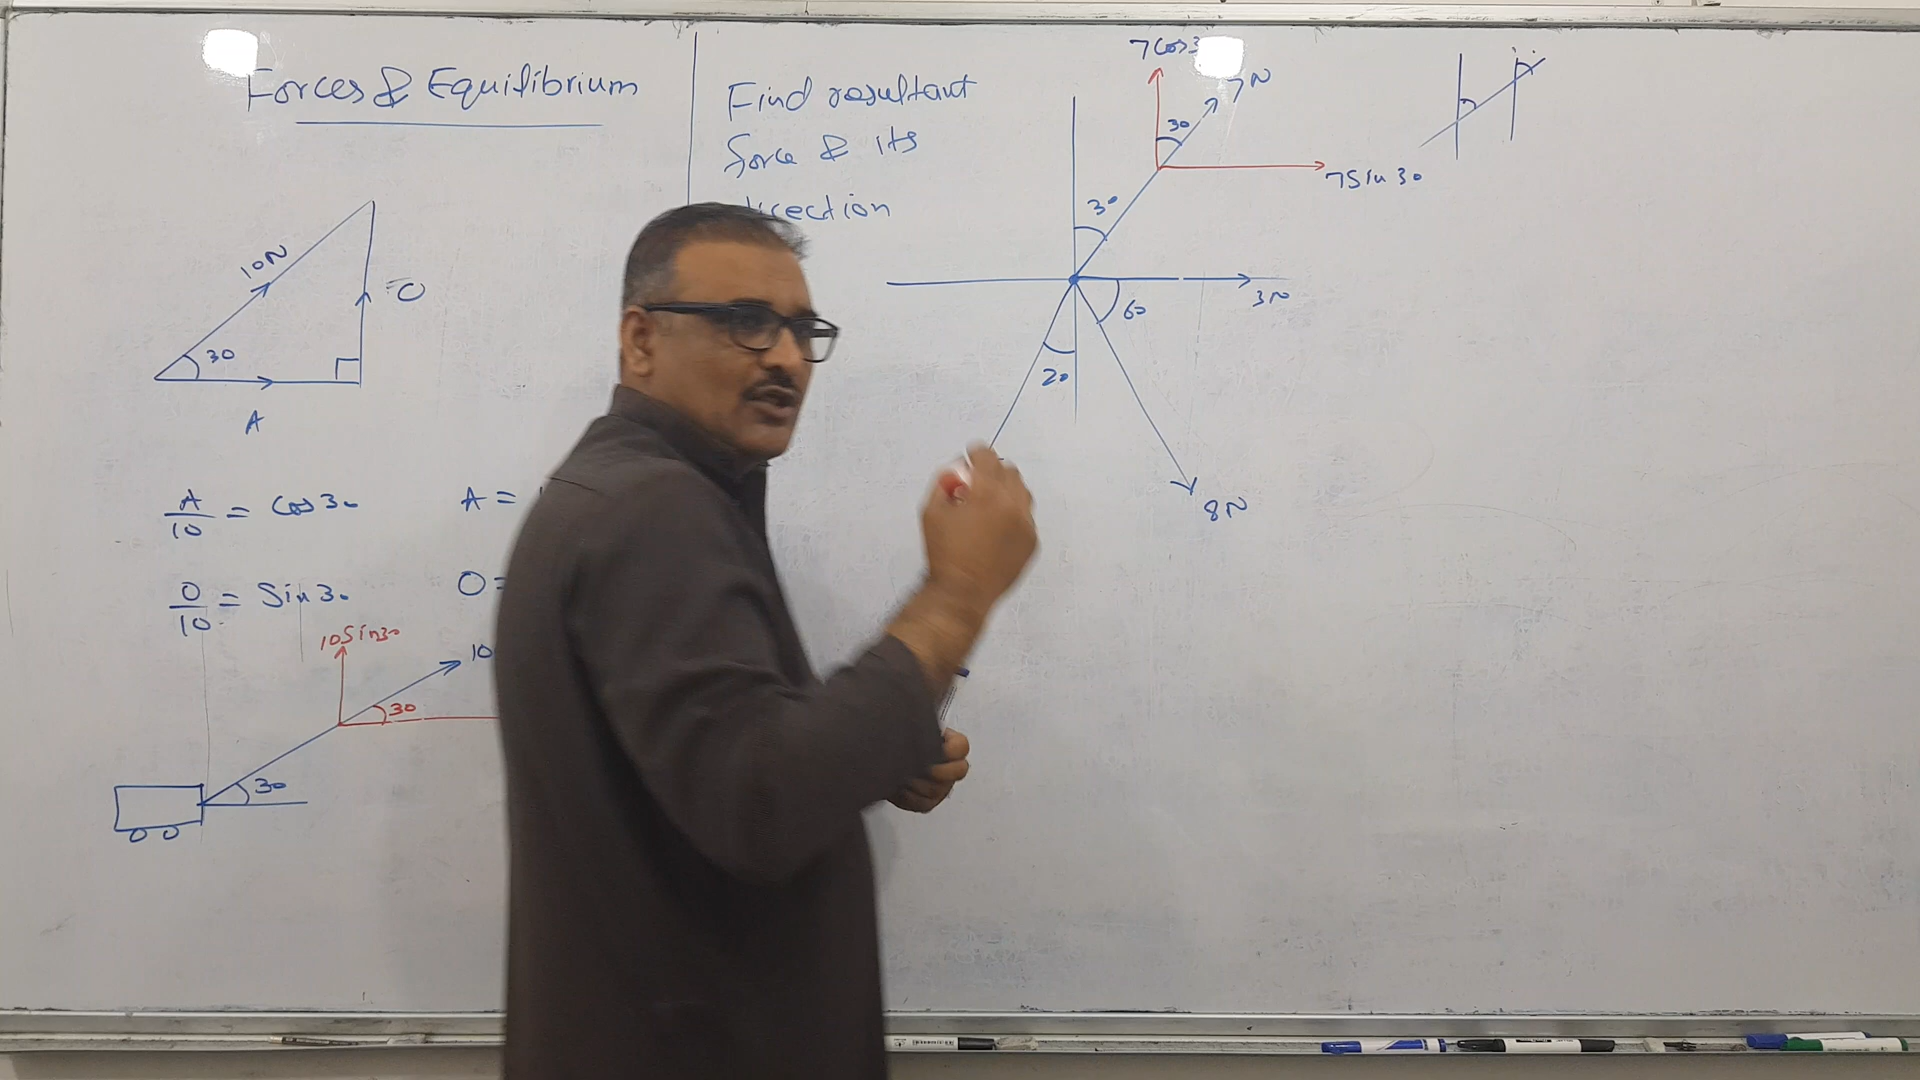 Forces & Equilibrium
10N
30
A
A/10 = cos30
A =
O/10 = Sin30
O =
10Sin30
10
30
30
Find resultant
force & its
direction
7cos3
7N
30
7Sin30
30
3N
60
20
8N